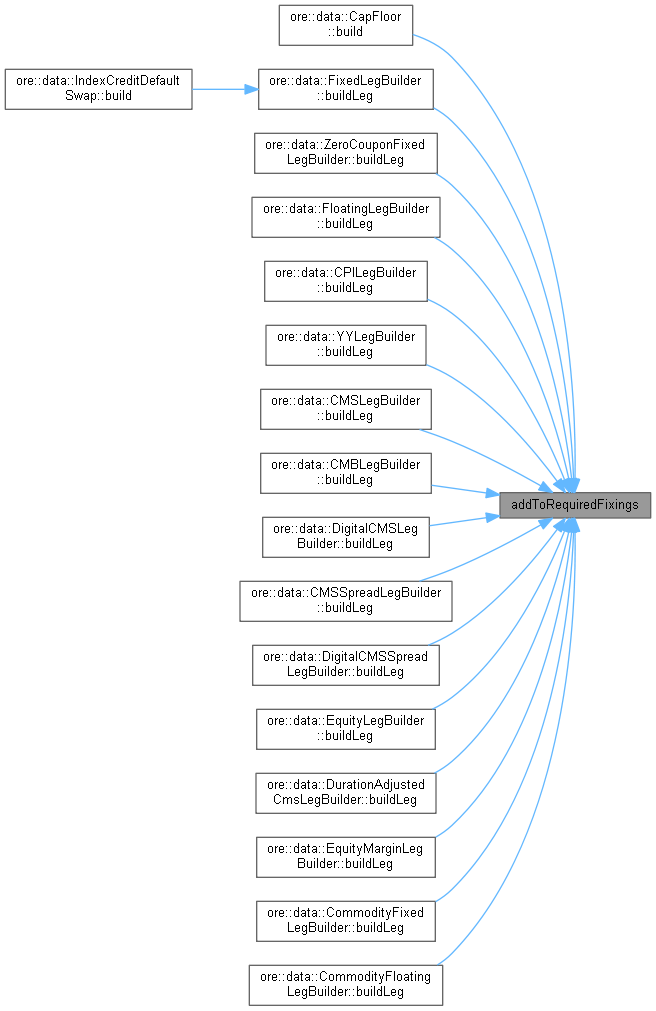 ore::data::CapFloor
::build
ore::data::IndexCreditDefault
Swap::build
ore::data::FixedLegBuilder
::buildLeg
ore::data::ZeroCouponFixed
LegBuilder::buildLeg
ore::data::FloatingLegBuilder
::buildLeg
ore::data::CPILegBuilder
::buildLeg
ore::data::YYLegBuilder
::buildLeg
ore::data::CMSLegBuilder
::buildLeg
ore::data::CMBLegBuilder
::buildLeg
addToRequiredFixings
ore::data::DigitalCMSLeg
Builder::buildLeg
ore::data::CMSSpreadLegBuilder
::buildLeg
ore::data::DigitalCMSSpread
LegBuilder::buildLeg
ore::data::EquityLegBuilder
::buildLeg
ore::data::DurationAdjusted
CmsLegBuilder::buildLeg
ore::data::EquityMarginLeg
Builder::buildLeg
ore::data::CommodityFixed
LegBuilder::buildLeg
ore::data::CommodityFloating
LegBuilder::buildLeg